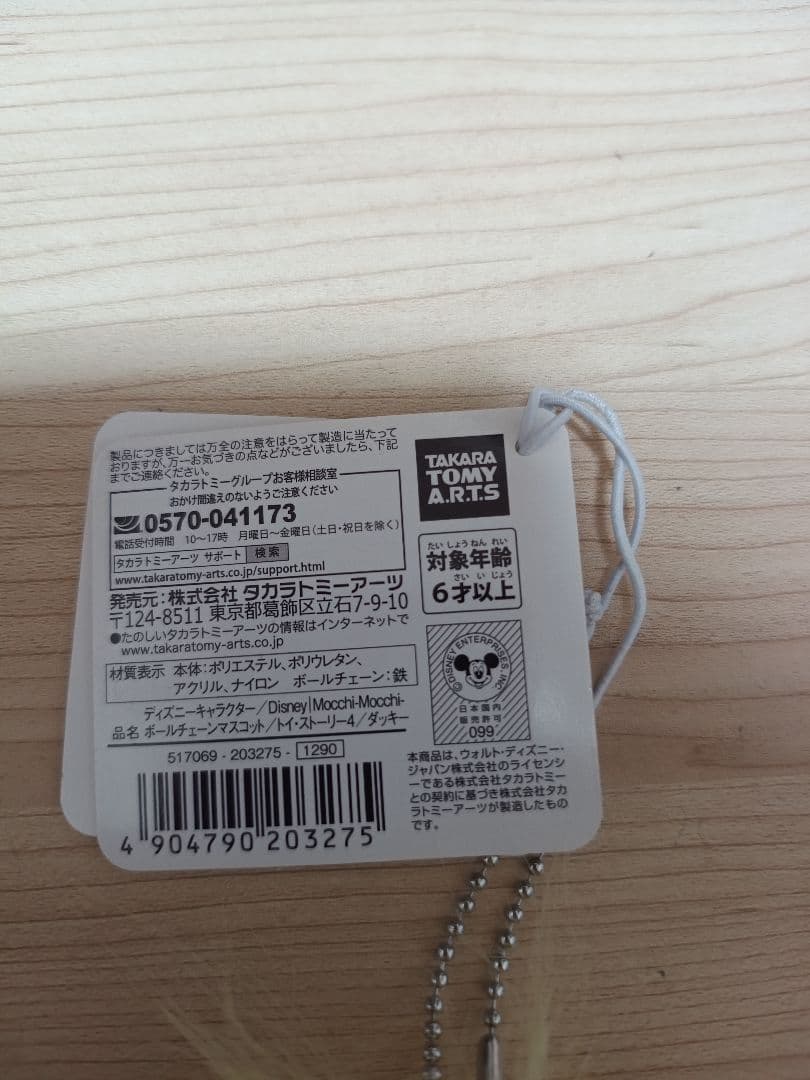 製品につきましては万全の注意をはらって製造に当たって
おりますが、万一お気づきの点などがございましたら、下記
までご連絡ください。
タカラトミーグループお客様相談室
おかけ間違えのないようご注意ください
0570-041173
電話受付時間 10〜17時 月曜日〜金曜日(土日・祝日を除く)
タカラトミーアーツ サポート 検索
www.takaratomy-arts.co.jp/support.html
発売元:株式会社 タカラトミーアーツ
〒124-8511 東京都葛飾区立石7-9-10
●たのしいタカラトミーアーツの情報はインターネットで
www.takaratomy-arts.co.jp
材質表示 本体:ポリエステル、ポリウレタン、
アクリル、ナイロン ボールチェーン:鉄
ディズニーキャラクター/Disney|Mocchi-Mocchi-
品名 ボールチェーンマスコット/トイ・ストーリー4/ダッキー
517069 - 203275 - 1290
4 904790 203275
TAKARA
TOMY
A.R.T.S
たいしょうねんれい
対象年齢
さいいじょう
6才以上
©DISNEY ENTERPRISES INC.
日本国内
販売許可
099
本商品は、ウォルト・ディズニー・
ジャパン株式会社のライセンシ
ーである株式会社タカラトミー
との契約に基づき株式会社タカ
ラトミーアーツが製造したもの
です。